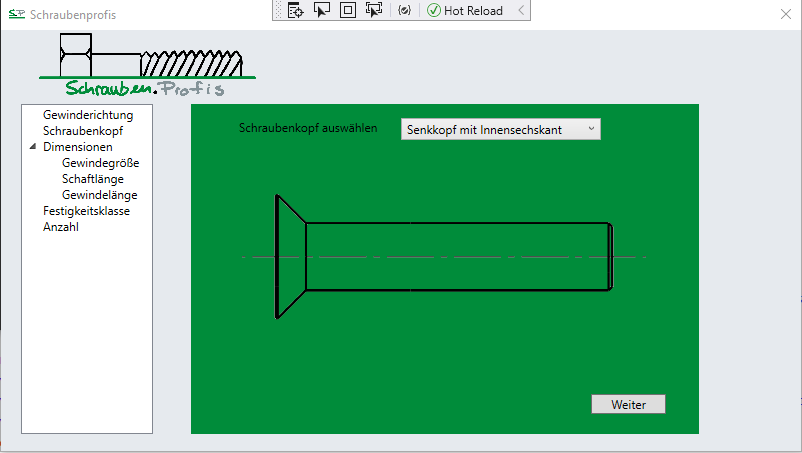 SP Schraubenprofis
Hot Reload
Schrauben.Profis
Gewinderichtung
Schraubenkopf
Dimensionen
Gewindegröße
Schaftlänge
Gewindelänge
Festigkeitsklasse
Anzahl
Schraubenkopf auswählen
Senkkopf mit Innensechskant
Weiter